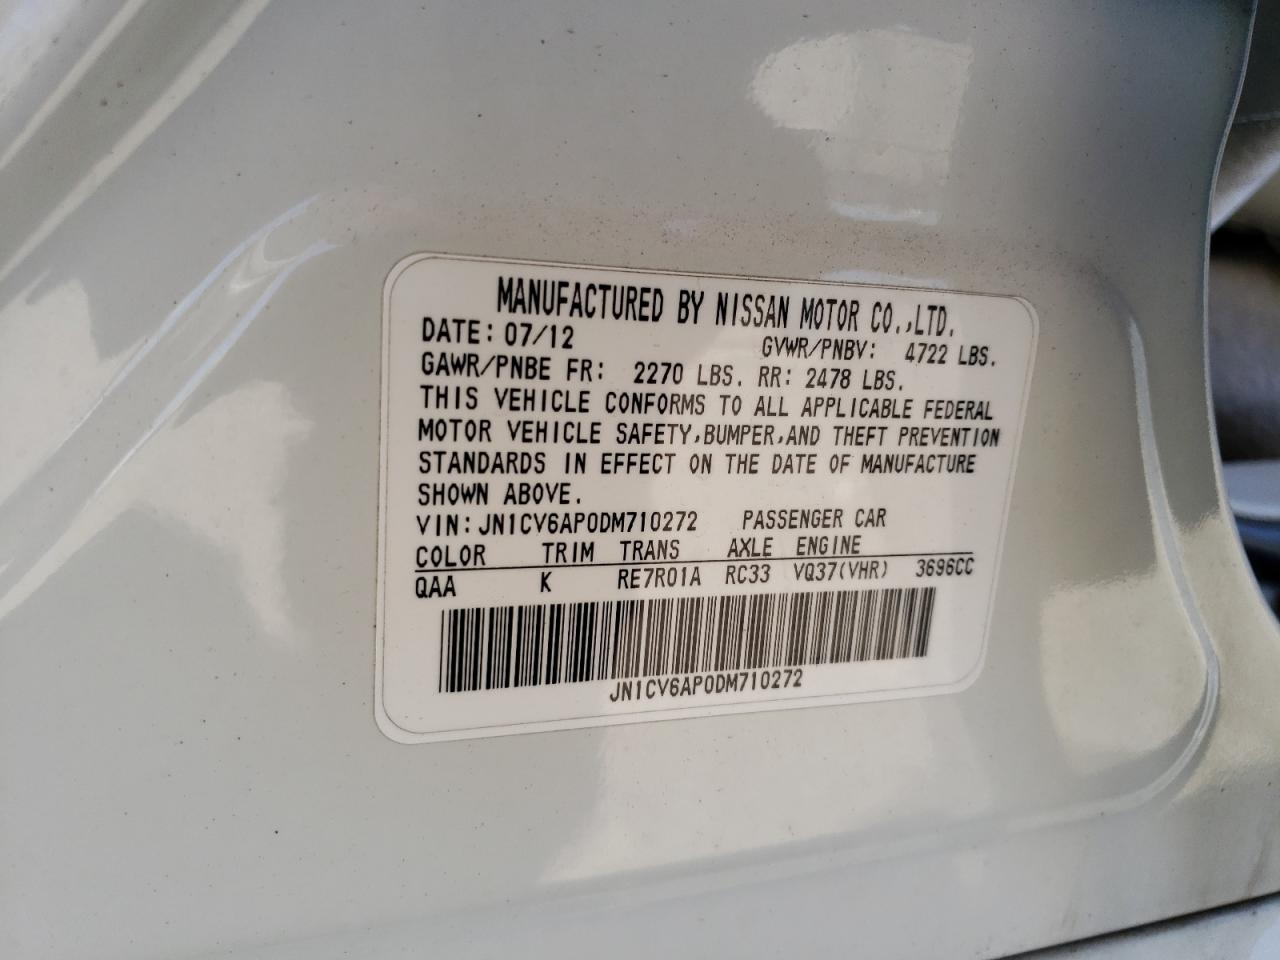 MANUFACTURED BY NISSAN MOTOR CO.,LTD.
DATE: 07/12 GVWR/PNBV: 4722 LBS.
GAWR/PNBE FR: 2270 LBS. RR: 2478 LBS.
THIS VEHICLE CONFORMS TO ALL APPLICABLE FEDERAL
MOTOR VEHICLE SAFETY,BUMPER,AND THEFT PREVENTION
STANDARDS IN EFFECT ON THE DATE OF MANUFACTURE
SHOWN ABOVE.
VIN: JN1CV6AP0DM710272 PASSENGER CAR
COLOR TRIM TRANS AXLE ENGINE
QAA K RE7R01A RC33 VQ37(VHR) 3696CC
JN1CV6AP0DM710272